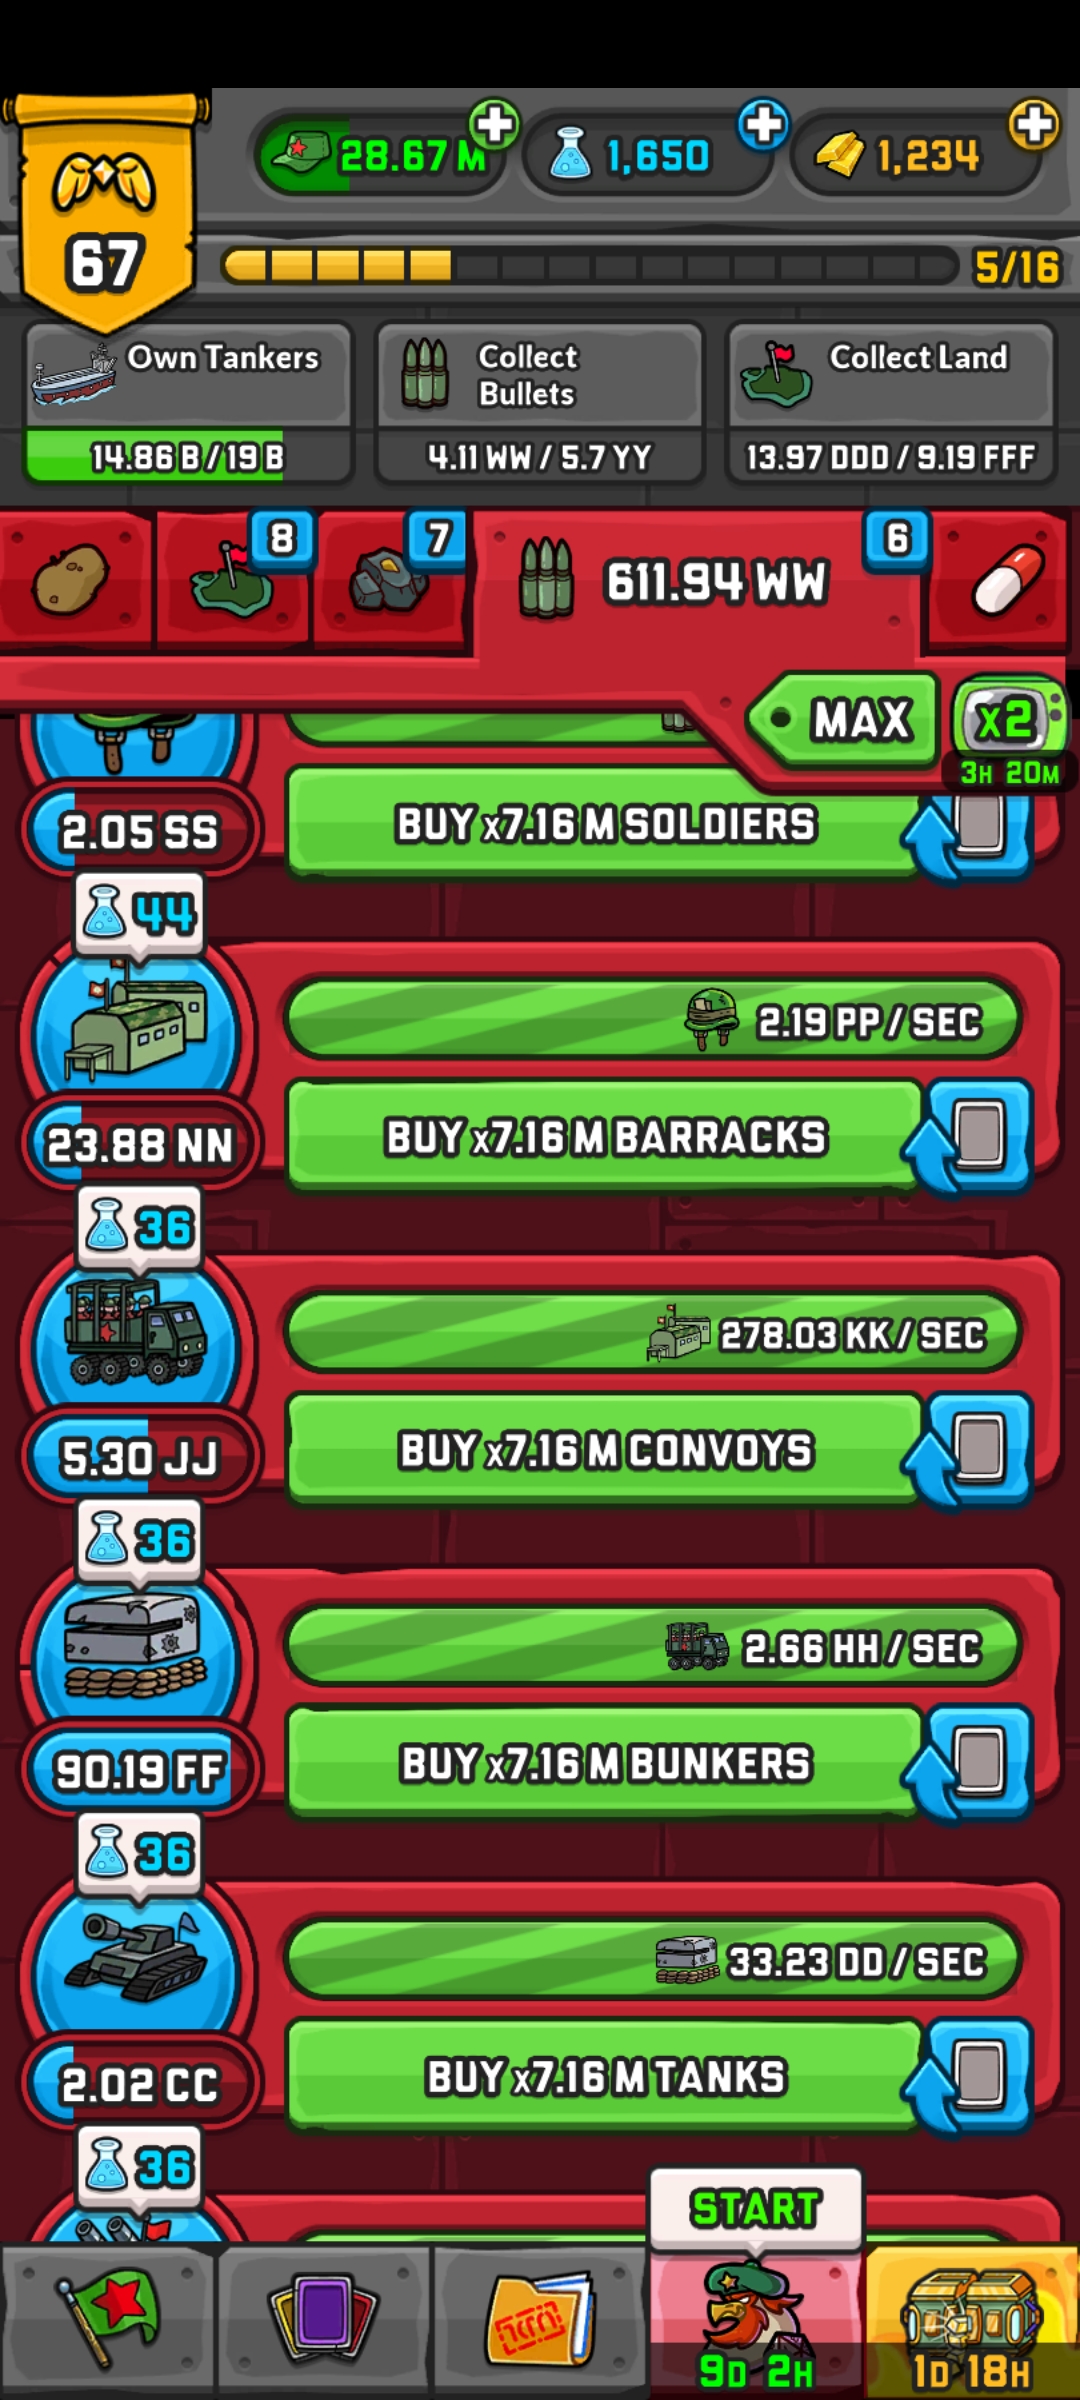 28.67 M
1,650
1,234
67
5/16
Own Tankers
14.86 B / 19 B
Collect
Bullets
4.11 WW / 5.7 YY
Collect Land
13.97 DDD / 9.19 FFF
8
7
611.94 WW
6
MAX
x2
3H 20M
2.05 SS
BUY x7.16 M SOLDIERS
44
2.19 PP / SEC
23.88 NN
BUY x7.16 M BARRACKS
36
278.03 KK / SEC
5.30 JJ
BUY x7.16 M CONVOYS
36
2.66 HH / SEC
90.19 FF
BUY x7.16 M BUNKERS
36
33.23 DD / SEC
2.02 CC
BUY x7.16 M TANKS
36
START
9D 2H
1D 18H